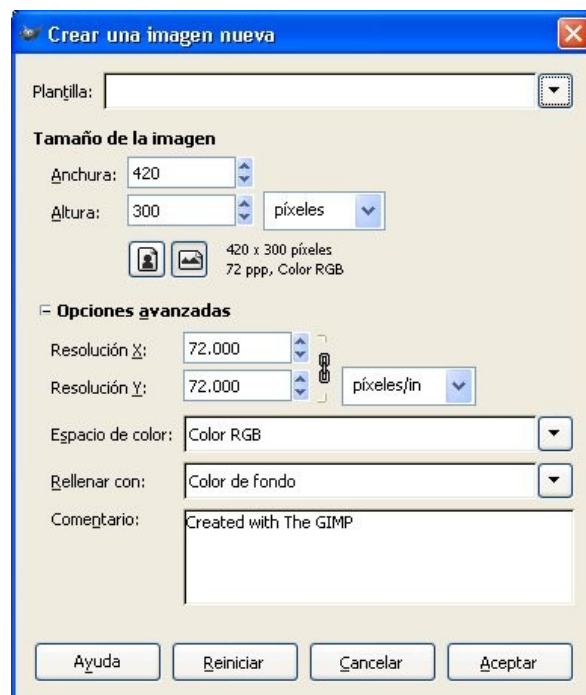 Crear una imagen nueva
Plantilla:
Tamaño de la imagen
Anchura: 420
Altura: 300 píxeles
420 x 300 píxeles
72 ppp, Color RGB
Opciones avanzadas
Resolución X: 72.000
Resolución Y: 72.000 píxeles/in
Espacio de color: Color RGB
Rellenar con: Color de fondo
Comentario: Created with The GIMP
Ayuda Reiniciar Cancelar Aceptar